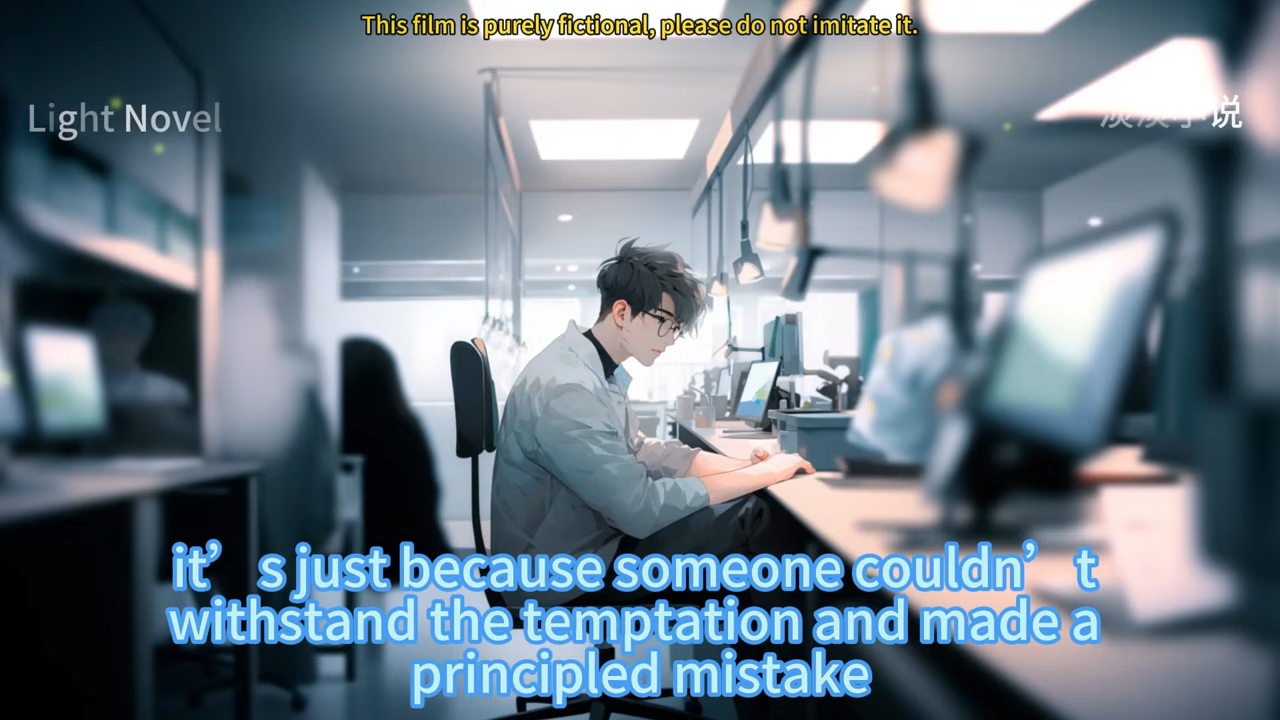 This film is purely fictional, please do not imitate it.
Light Novel
说
it’s just because someone couldn’t
withstand the temptation and made a
principled mistake